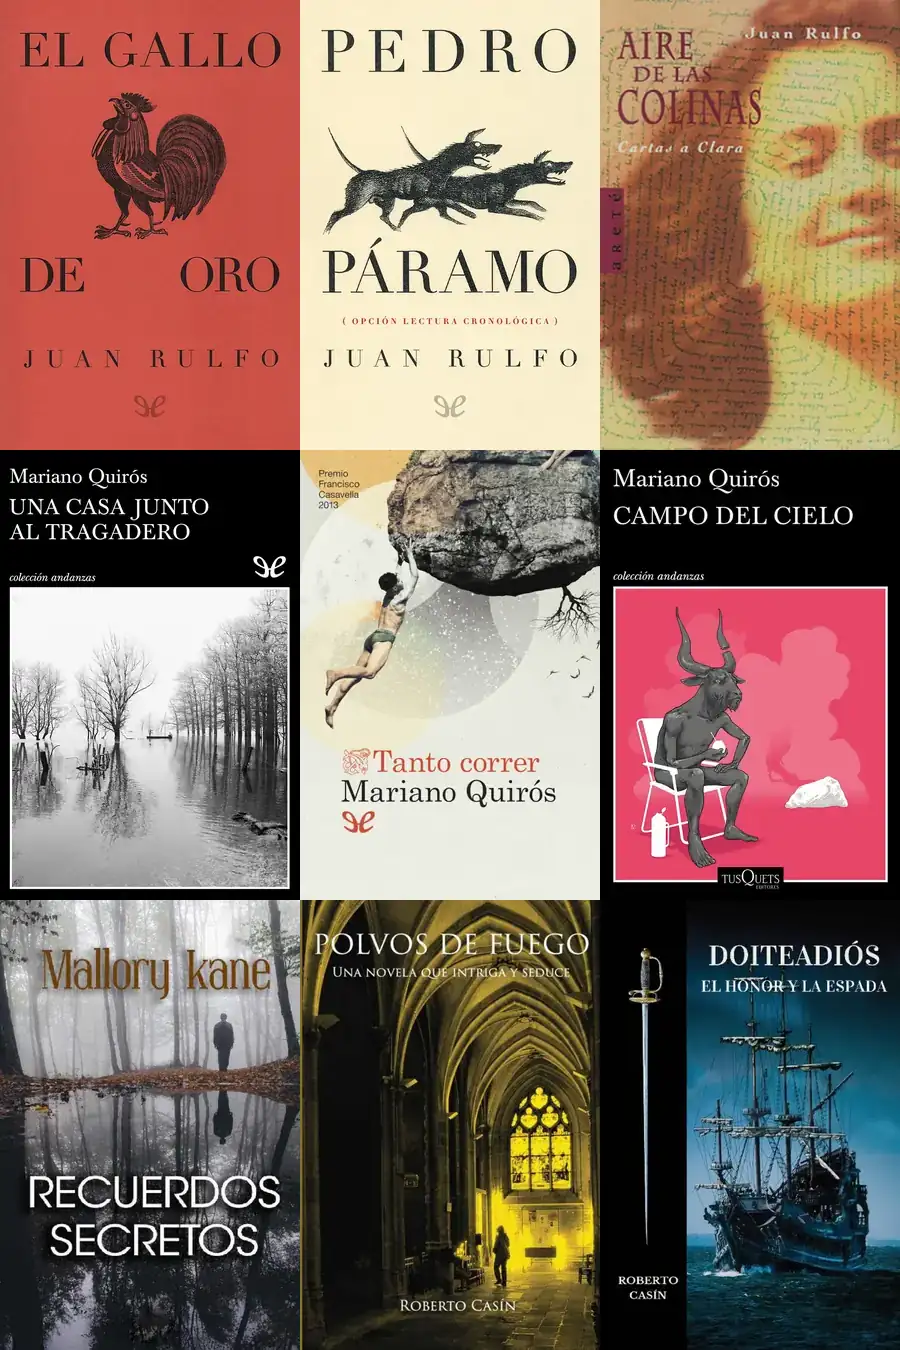 EL GALLO
DE ORO
JUAN RULFO
PEDRO
PÁRAMO
( OPCIÓN LECTURA CRONOLÓGICA )
JUAN RULFO
Juan Rulfo
AIRE
DE LAS
COLINAS
Cartas a Clara
areté
Mariano Quirós
UNA CASA JUNTO
AL TRAGADERO
colección andanzas
Premio
Francisco
Casavella
2013
Tanto correr
Mariano Quirós
Mariano Quirós
CAMPO DEL CIELO
colección andanzas
TUSQUETS
EDITORES
Mallory kane
RECUERDOS
SECRETOS
POLVOS DE FUEGO
UNA NOVELA QUE INTRIGA Y SEDUCE
ROBERTO CASÍN
DOITEADIÓS
EL HONOR Y LA ESPADA
ROBERTO
CASÍN